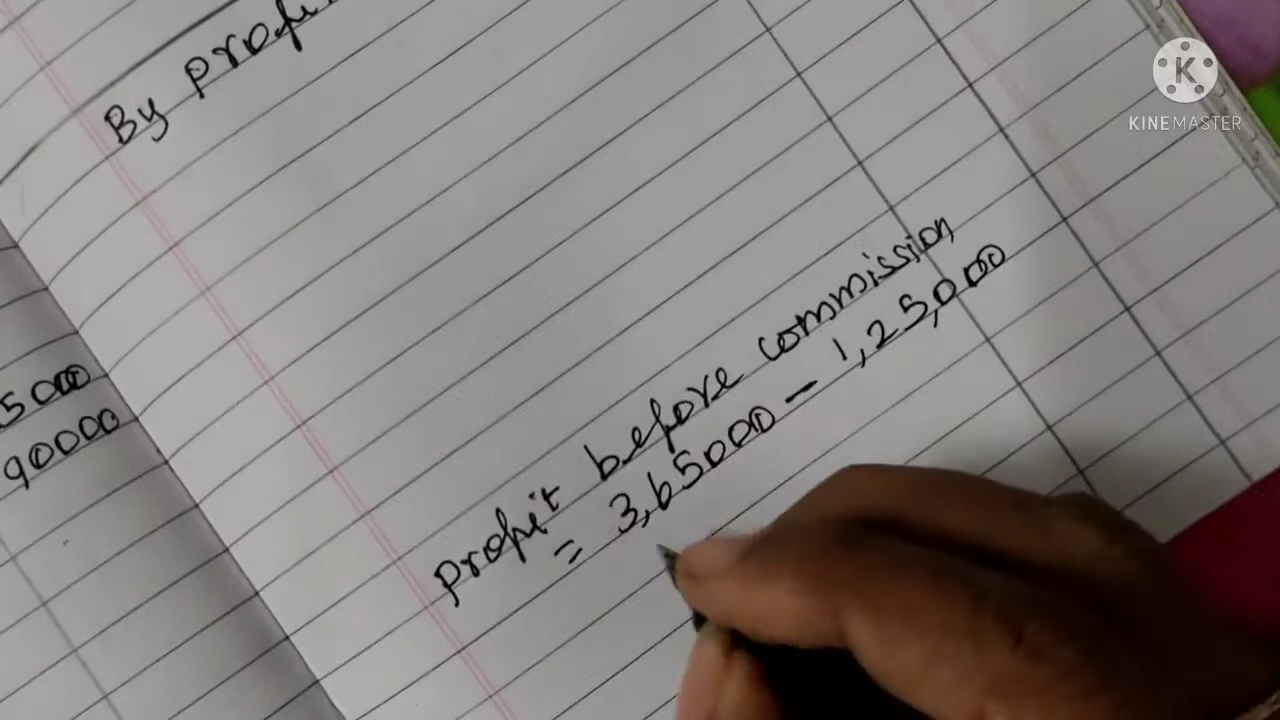 By profi
5000
90000
profit before commission
= 3,65000 - 1,25,000
K
KINEMASTER